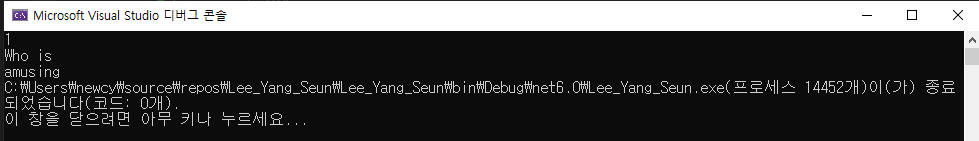 Microsoft Visual Studio 디버그 콘솔
1
Who is
amusing
C:₩Users₩newcy₩source₩repos₩Lee_Yang_Seun₩Lee_Yang_Seun₩bin₩Debug₩net6.0₩Lee_Yang_Seun.exe(프로세스 14452개)이(가) 종료
되었습니다(코드: 0개).
이 창을 닫으려면 아무 키나 누르세요...